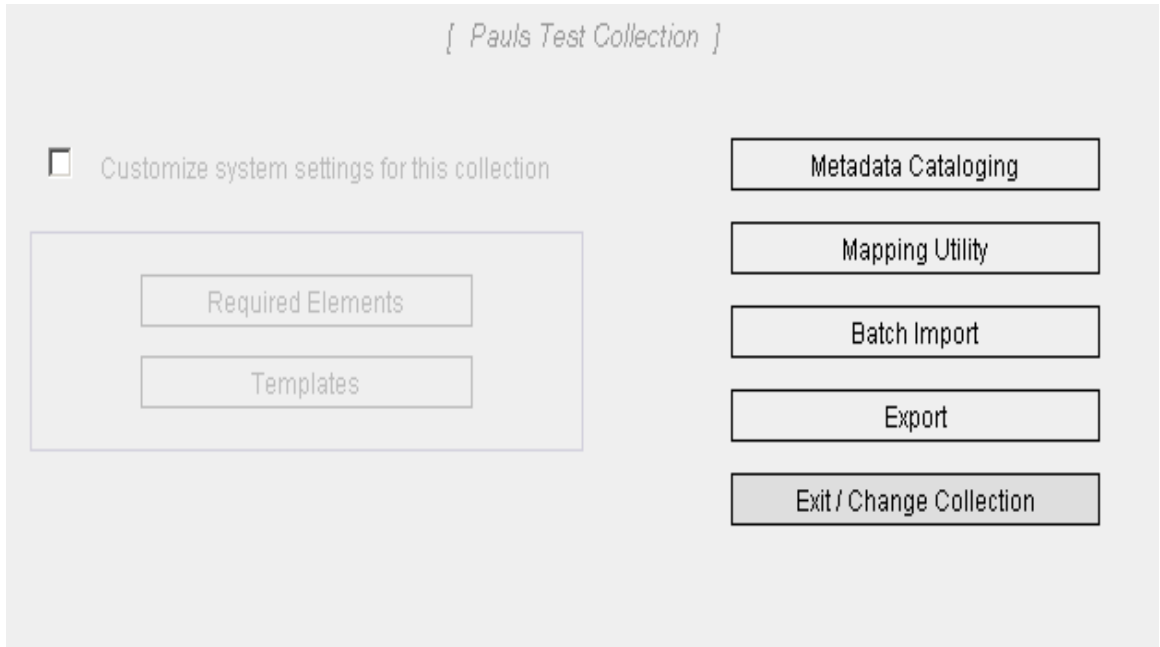 [ Pauls Test Collection ]
Customize system settings for this collection
Required Elements
Templates
Metadata Cataloging
Mapping Utility
Batch Import
Export
Exit / Change Collection